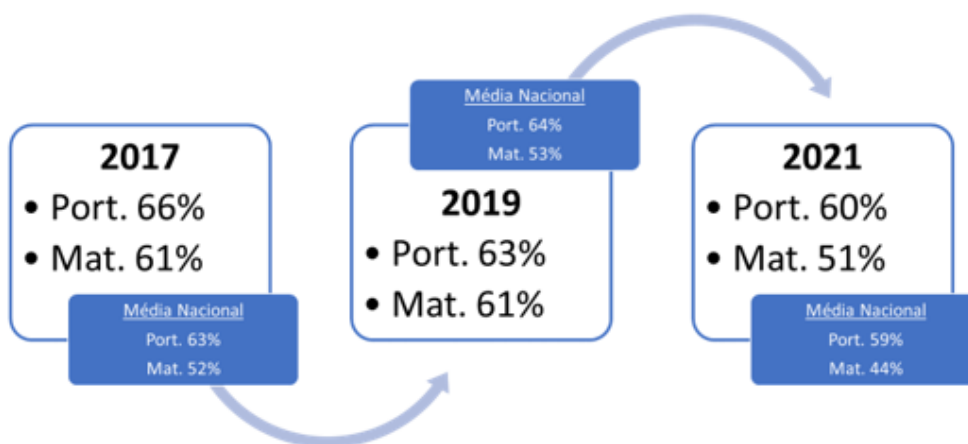 2017
• Port. 66%
• Mat. 61%
Média Nacional
Port. 63%
Mat. 52%
Média Nacional
Port. 64%
Mat. 53%
2019
• Port. 63%
• Mat. 61%
2021
• Port. 60%
• Mat. 51%
Média Nacional
Port. 59%
Mat. 44%